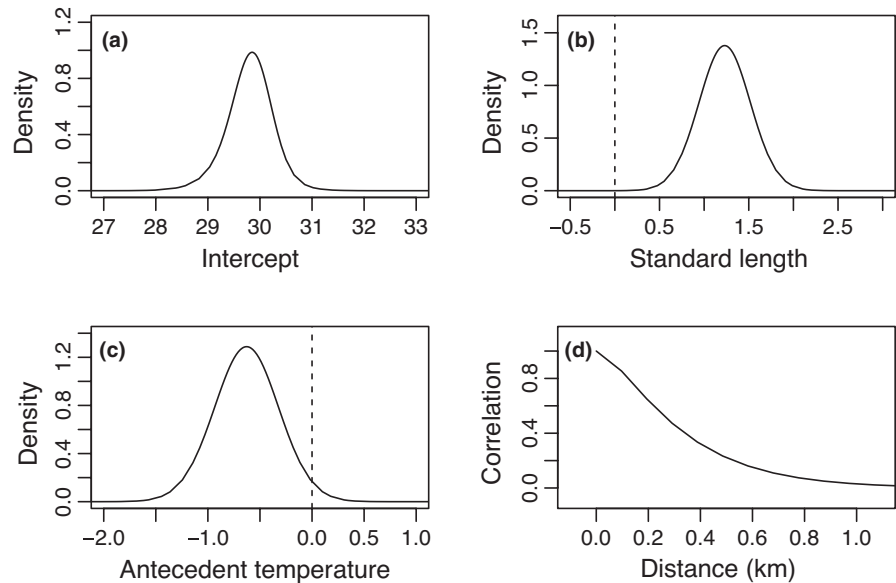 (a)
Density
0.0 0.4 0.8 1.2
27 28 29 30 31 32 33
Intercept
(b)
Density
0.0 0.5 1.0 1.5
−0.5 0.5 1.5 2.5
Standard length
(c)
Density
0.0 0.4 0.8 1.2
−2.0 −1.0 0.0 1.0
Antecedent temperature
(d)
Correlation
0.0 0.4 0.8
0.0 0.2 0.4 0.6 0.8 1.0
Distance (km)